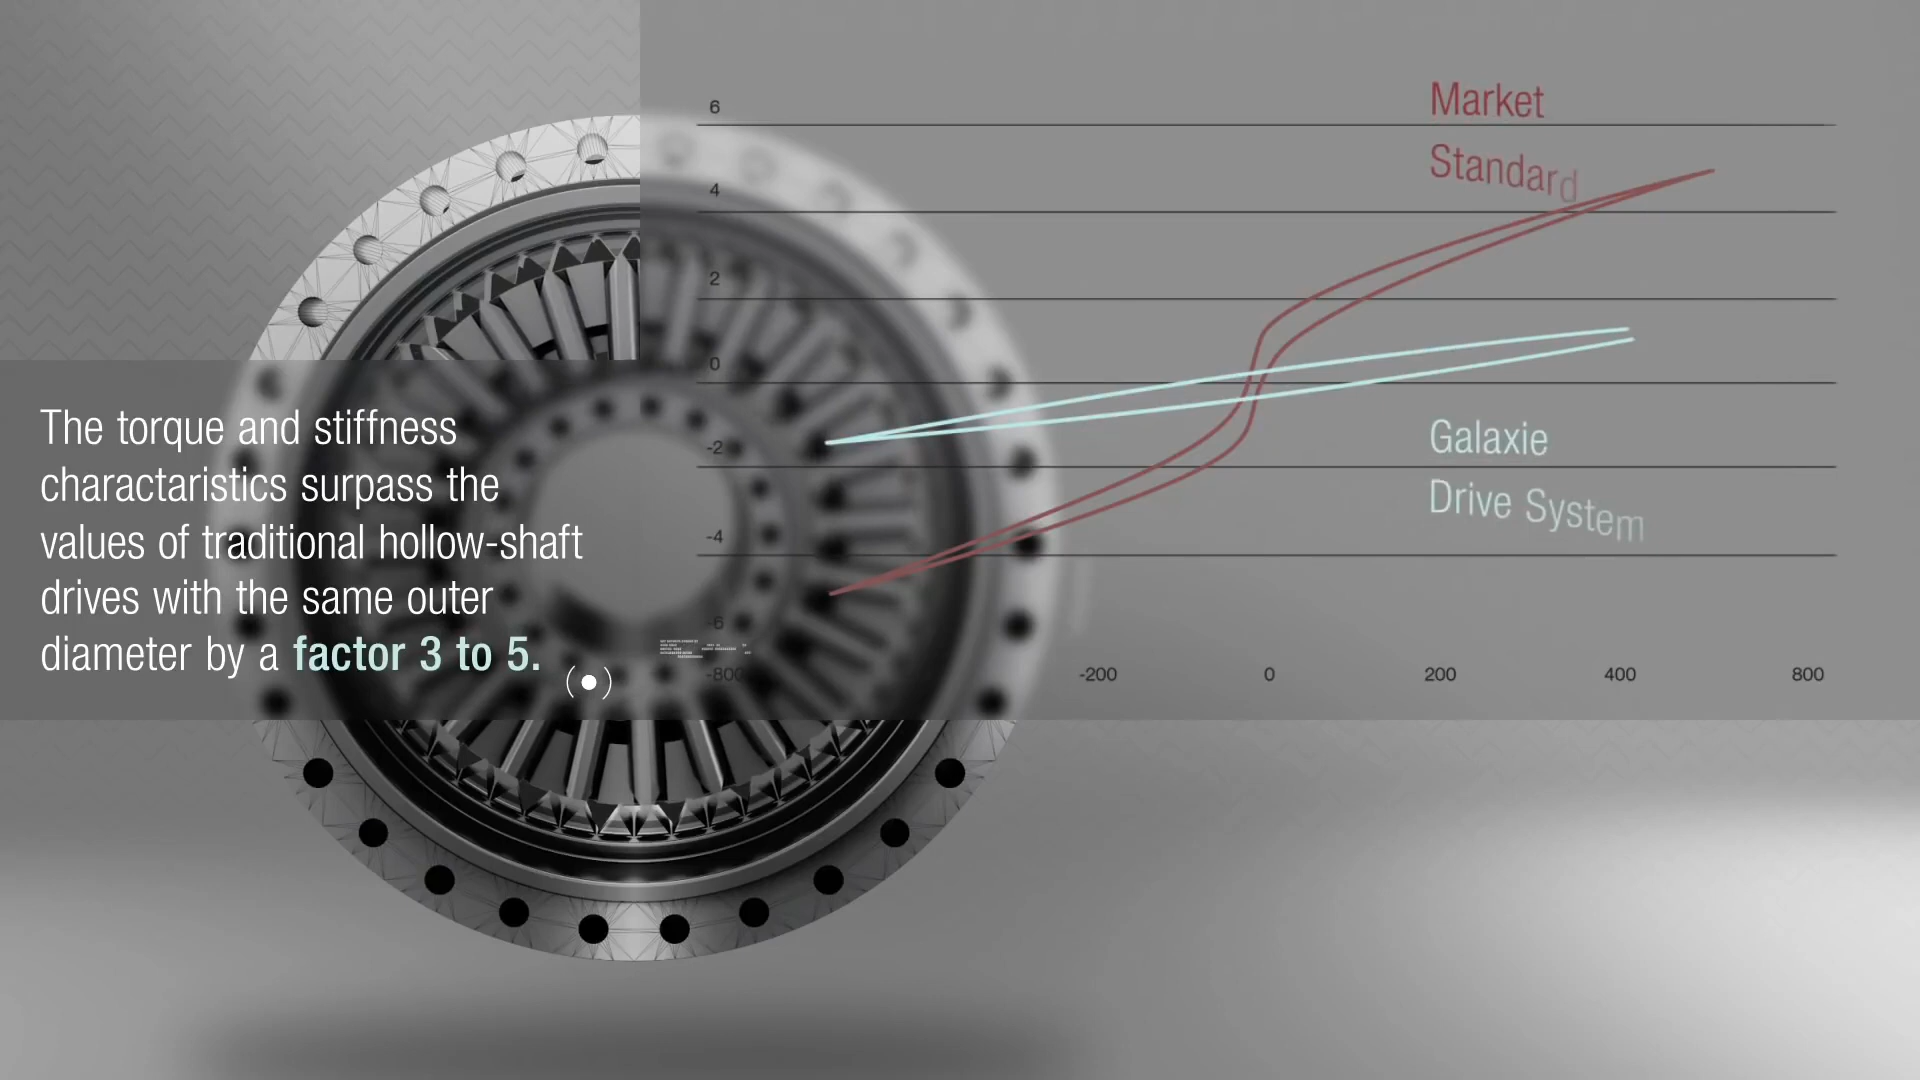 The torque and stiffness
charactaristics surpass the
values of traditional hollow-shaft
drives with the same outer
diameter by a factor 3 to 5.
Market
Standard
Galaxie
Drive System
6
4
2
0
-2
-4
-6
-800
-200
0
200
400
800